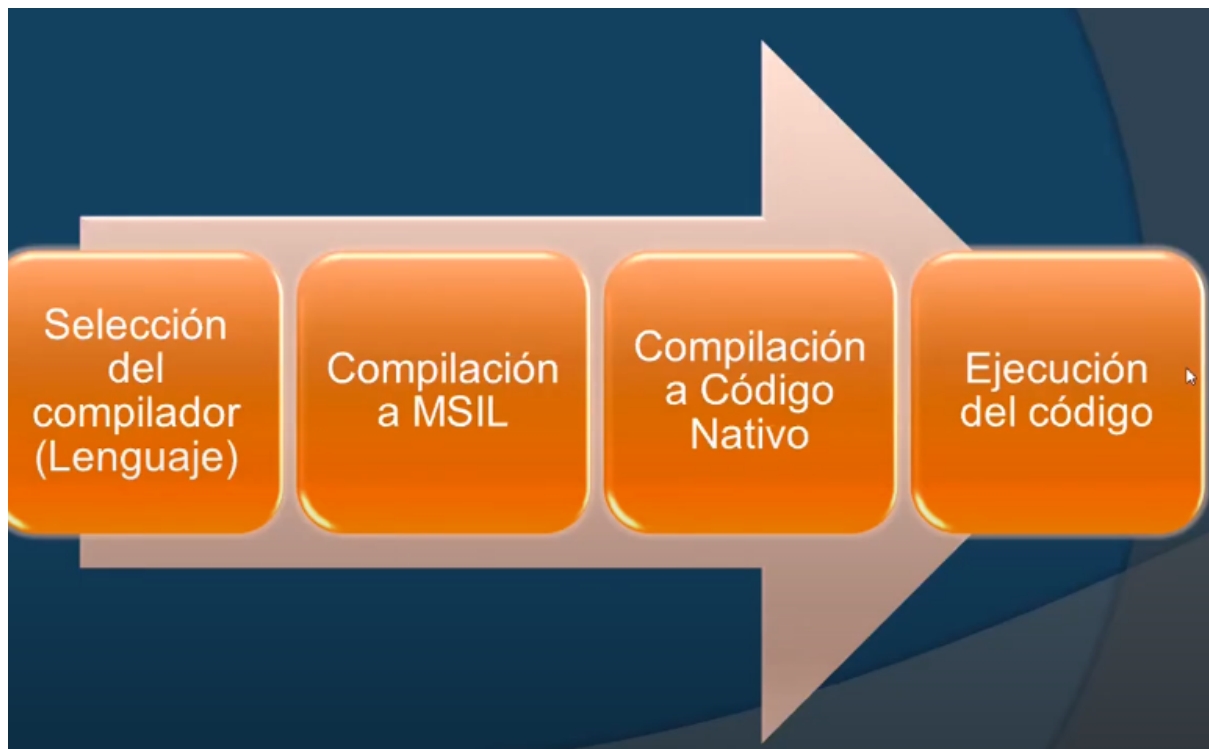 Selección
del
compilador
(Lenguaje)
Compilación
a MSIL
Compilación
a Código
Nativo
Ejecución
del código